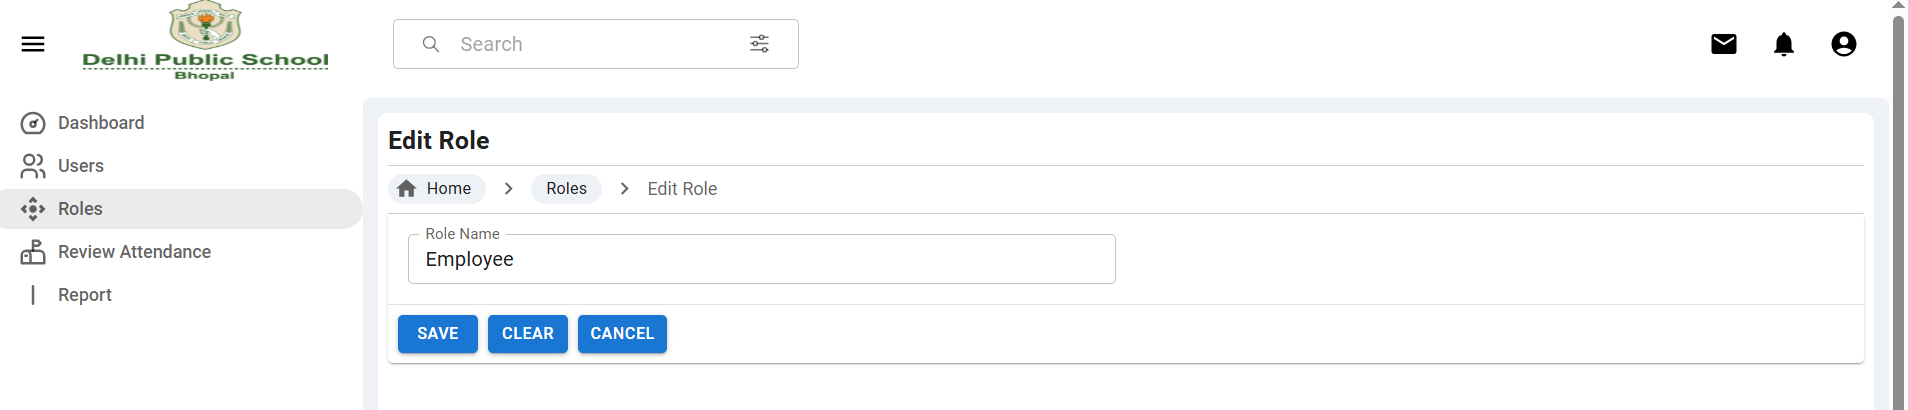 Delhi Public School
Bhopal
Search
Dashboard
Users
Roles
Review Attendance
Report
Edit Role
Home > Roles > Edit Role
Role Name
Employee
SAVE CLEAR CANCEL